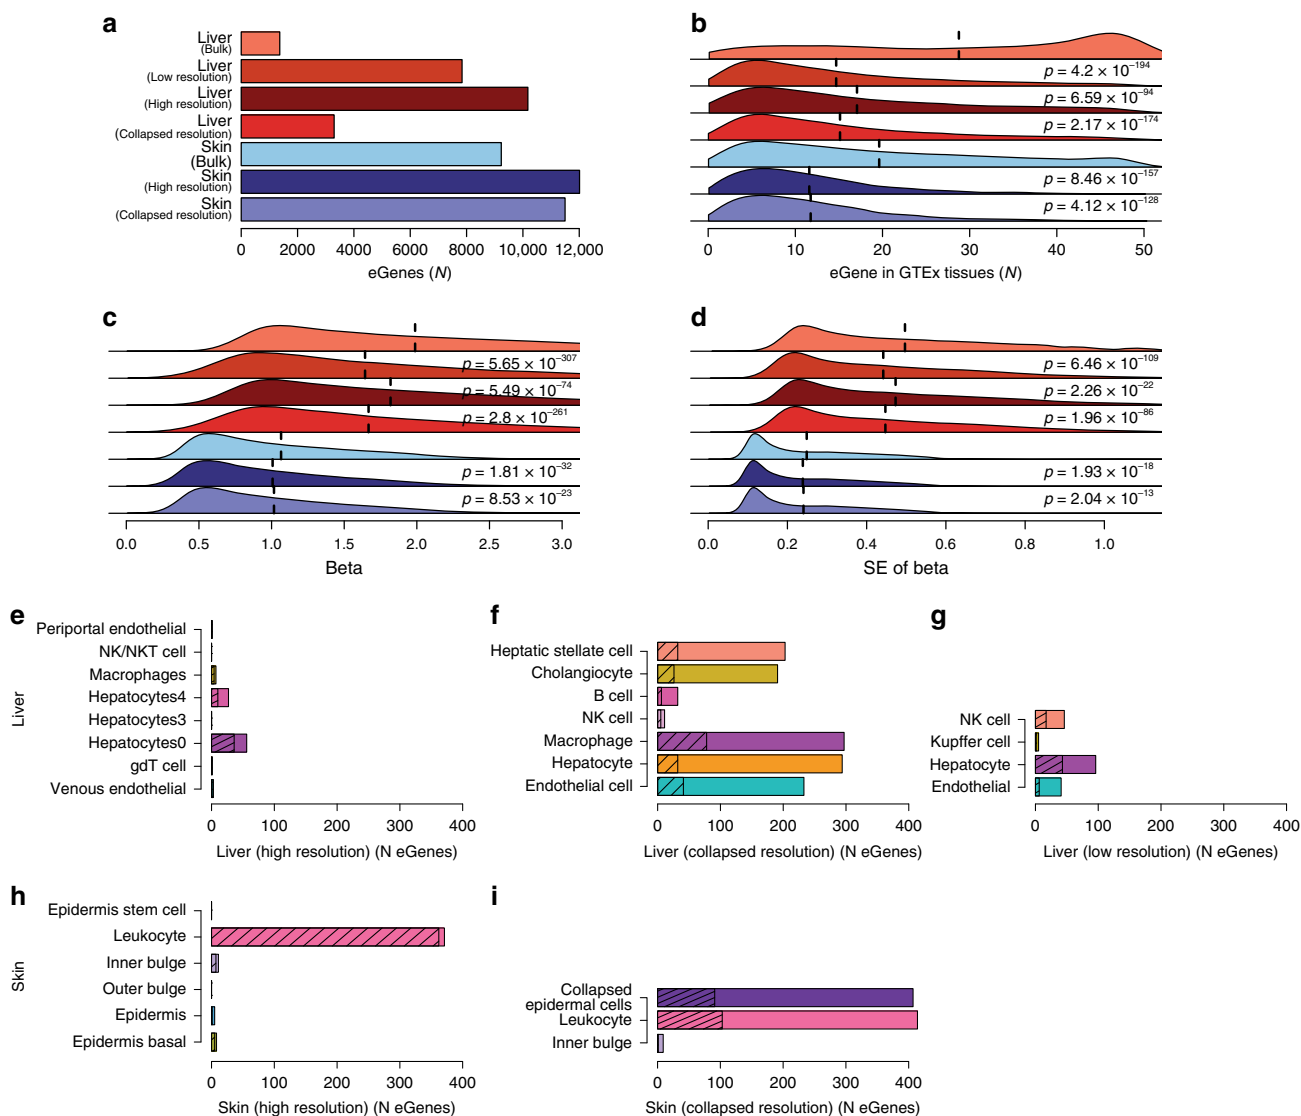 a
Liver
(Bulk)
Liver
(Low resolution)
Liver
(High resolution)
Liver
(Collapsed resolution)
Skin
(Bulk)
Skin
(High resolution)
Skin
(Collapsed resolution)
0 2000 4000 6000 8000 10,000 12,000
eGenes (N)
b
p = 4.2 × 10⁻¹⁹⁴
p = 6.59 × 10⁻⁹⁴
p = 2.17 × 10⁻¹⁷⁴
p = 8.46 × 10⁻¹⁵⁷
p = 4.12 × 10⁻¹²⁸
0 10 20 30 40 50
eGene in GTEx tissues (N)
c
p = 5.65 × 10⁻³⁰⁷
p = 5.49 × 10⁻⁷⁴
p = 2.8 × 10⁻²⁶¹
p = 1.81 × 10⁻³²
p = 8.53 × 10⁻²³
0.0 0.5 1.0 1.5 2.0 2.5 3.0
Beta
d
p = 6.46 × 10⁻¹⁰⁹
p = 2.26 × 10⁻²²
p = 1.96 × 10⁻⁸⁶
p = 1.93 × 10⁻¹⁸
p = 2.04 × 10⁻¹³
0.0 0.2 0.4 0.6 0.8 1.0
SE of beta
e
Liver
Periportal endothelial
NK/NKT cell
Macrophages
Hepatocytes4
Hepatocytes3
Hepatocytes0
gdT cell
Venous endothelial
0 100 200 300 400
Liver (high resolution) (N eGenes)
f
Heptatic stellate cell
Cholangiocyte
B cell
NK cell
Macrophage
Hepatocyte
Endothelial cell
0 100 200 300 400
Liver (collapsed resolution) (N eGenes)
g
NK cell
Kupffer cell
Hepatocyte
Endothelial
0 100 200 300 400
Liver (low resolution) (N eGenes)
h
Skin
Epidermis stem cell
Leukocyte
Inner bulge
Outer bulge
Epidermis
Epidermis basal
0 100 200 300 400
Skin (high resolution) (N eGenes)
i
Collapsed
epidermal cells
Leukocyte
Inner bulge
0 100 200 300 400
Skin (collapsed resolution) (N eGenes)